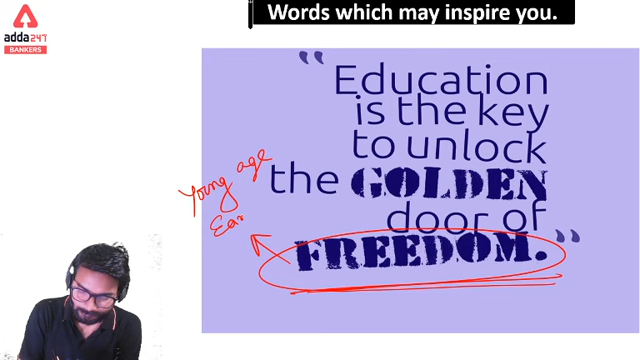 Words which may inspire you.
adda247
BANKERS
"Education
is the key
to unlock
the GOLDEN
door of
FREEDOM."
Young age
Ear